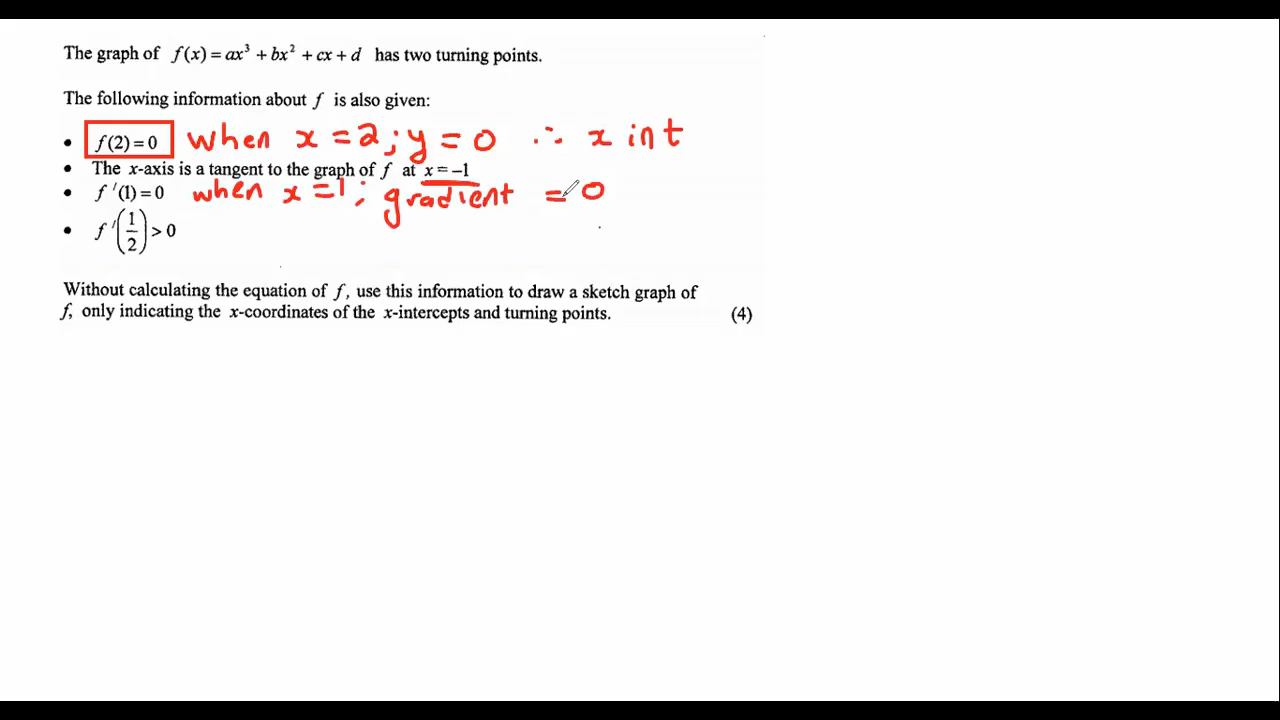 The graph of f(x) = ax³ + bx² + cx + d has two turning points.
The following information about f is also given:
• f(2) = 0 when x = 2; y = 0 ∴ x int
• The x-axis is a tangent to the graph of f at x = −1
• f ′(1) = 0 when x = 1; gradient = 0
• f ′(1/2) > 0
Without calculating the equation of f, use this information to draw a sketch graph of
f, only indicating the x-coordinates of the x-intercepts and turning points. (4)